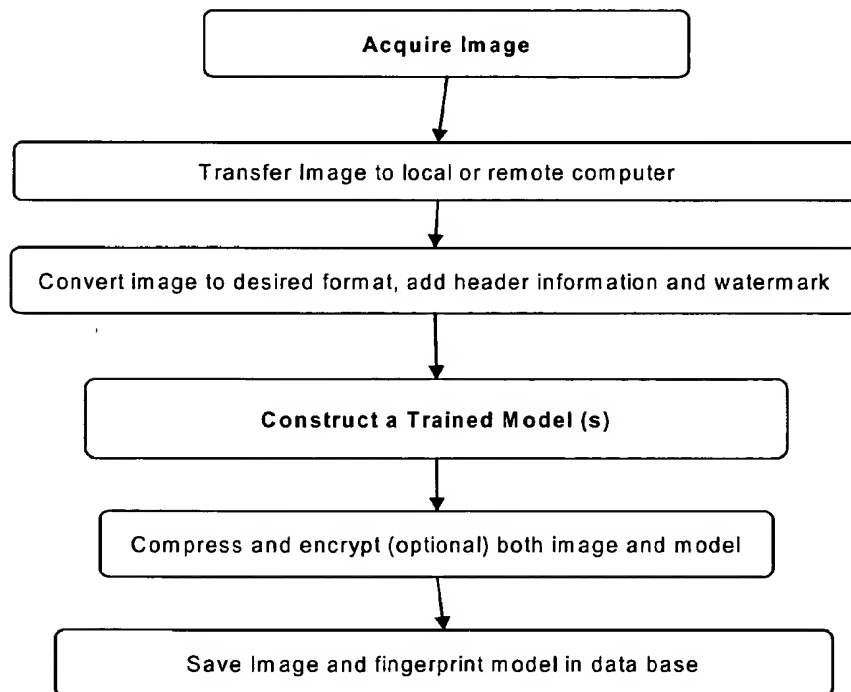 Acquire Image
Transfer Image to local or remote computer
Convert image to desired format, add header information and watermark
Construct a Trained Model (s)
Compress and encrypt (optional) both image and model
Save Image and fingerprint model in data base